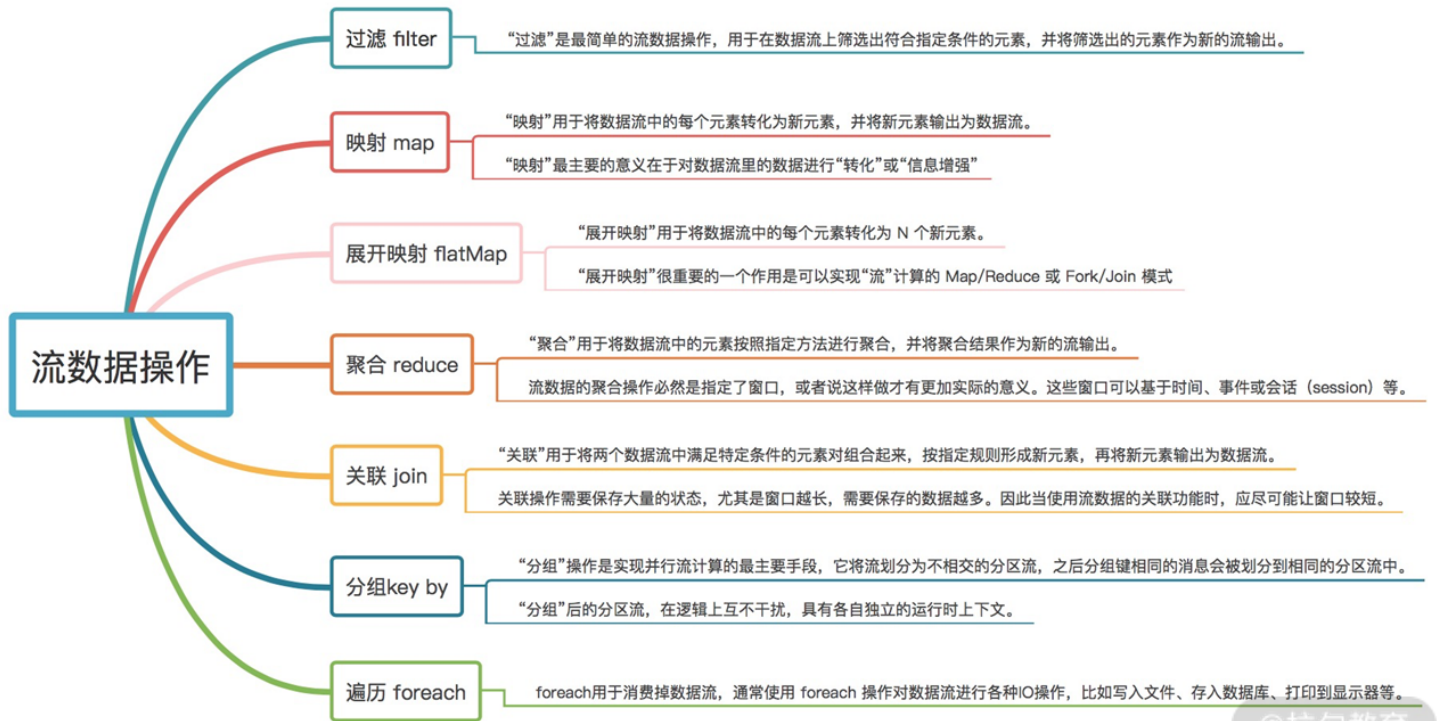 过滤 filter
“过滤”是最简单的流数据操作，用于在数据流上筛选出符合指定条件的元素，并将筛选出的元素作为新的流输出。
映射 map
“映射”用于将数据流中的每个元素转化为新元素，并将新元素输出为数据流。
“映射”最主要的意义在于对数据流里的数据进行“转化”或“信息增强”
展开映射 flatMap
“展开映射”用于将数据流中的每个元素转化为 N 个新元素。
“展开映射”很重要的一个作用是可以实现“流”计算的 Map/Reduce 或 Fork/Join 模式
流数据操作
聚合 reduce
“聚合”用于将数据流中的元素按照指定方法进行聚合，并将聚合结果作为新的流输出。
流数据的聚合操作必然是指定了窗口，或者说这样做才有更加实际的意义。这些窗口可以基于时间、事件或会话（session）等。
关联 join
“关联”用于将两个数据流中满足特定条件的元素对组合起来，按指定规则形成新元素，再将新元素输出为数据流。
关联操作需要保存大量的状态，尤其是窗口越长，需要保存的数据越多。因此当使用流数据的关联功能时，应尽可能让窗口较短。
分组key by
“分组”操作是实现并行流计算的最主要手段，它将流划分为不相交的分区流，之后分组键相同的消息会被划分到相同的分区流中。
“分组”后的分区流，在逻辑上互不干扰，具有各自独立的运行时上下文。
遍历 foreach
foreach用于消费掉数据流，通常使用 foreach 操作对数据流进行各种IO操作，比如写入文件、存入数据库、打印到显示器等。